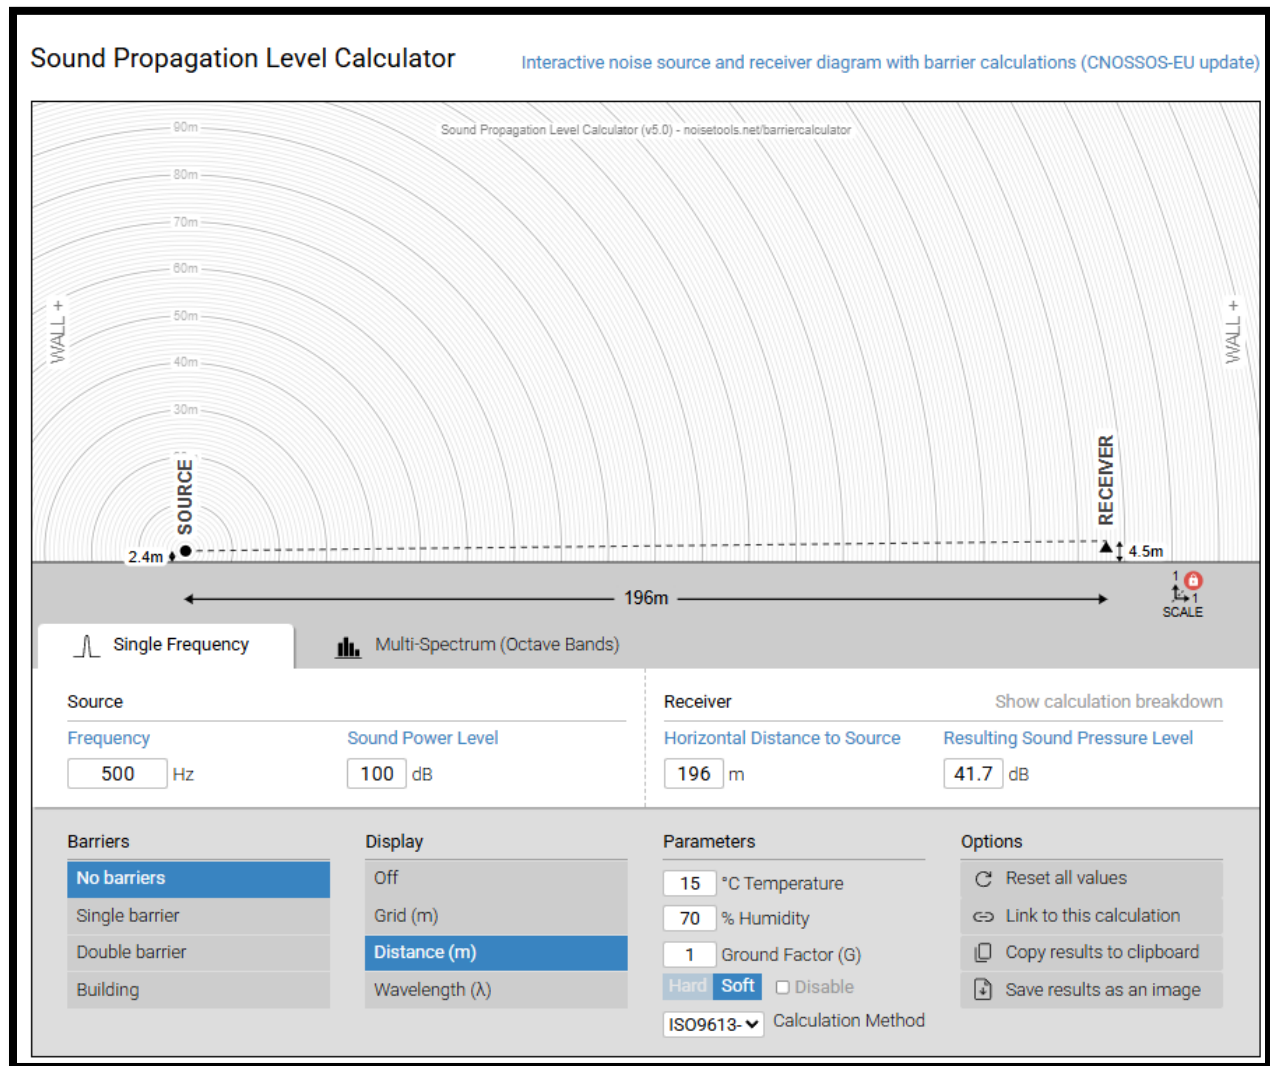 Sound Propagation Level Calculator
Interactive noise source and receiver diagram with barrier calculations (CNOSSOS-EU update)
Sound Propagation Level Calculator (v5.0) - noisetools.net/barriercalculator
90m
80m
70m
60m
50m
40m
30m
WALL +
WALL +
SOURCE
RECEIVER
2.4m
4.5m
196m
1
1
SCALE
Single Frequency
Multi-Spectrum (Octave Bands)
Source
Receiver
Show calculation breakdown
Frequency
Sound Power Level
Horizontal Distance to Source
Resulting Sound Pressure Level
500 Hz
100 dB
196 m
41.7 dB
Barriers
No barriers
Single barrier
Double barrier
Building
Display
Off
Grid (m)
Distance (m)
Wavelength (λ)
Parameters
15 °C Temperature
70 % Humidity
1 Ground Factor (G)
Hard Soft Disable
ISO9613- Calculation Method
Options
Reset all values
Link to this calculation
Copy results to clipboard
Save results as an image